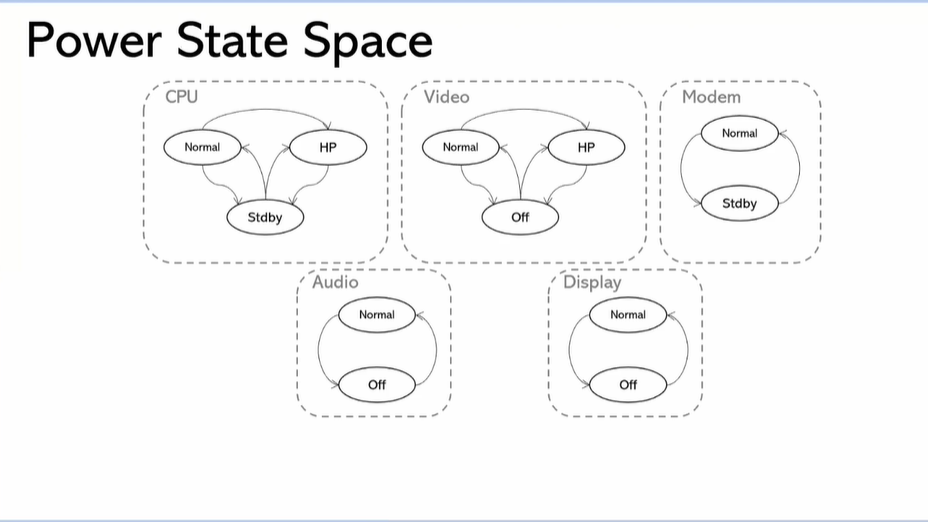 Power State Space
CPU
Normal
HP
Stdby
Video
Normal
HP
Off
Modem
Normal
Stdby
Audio
Normal
Off
Display
Normal
Off